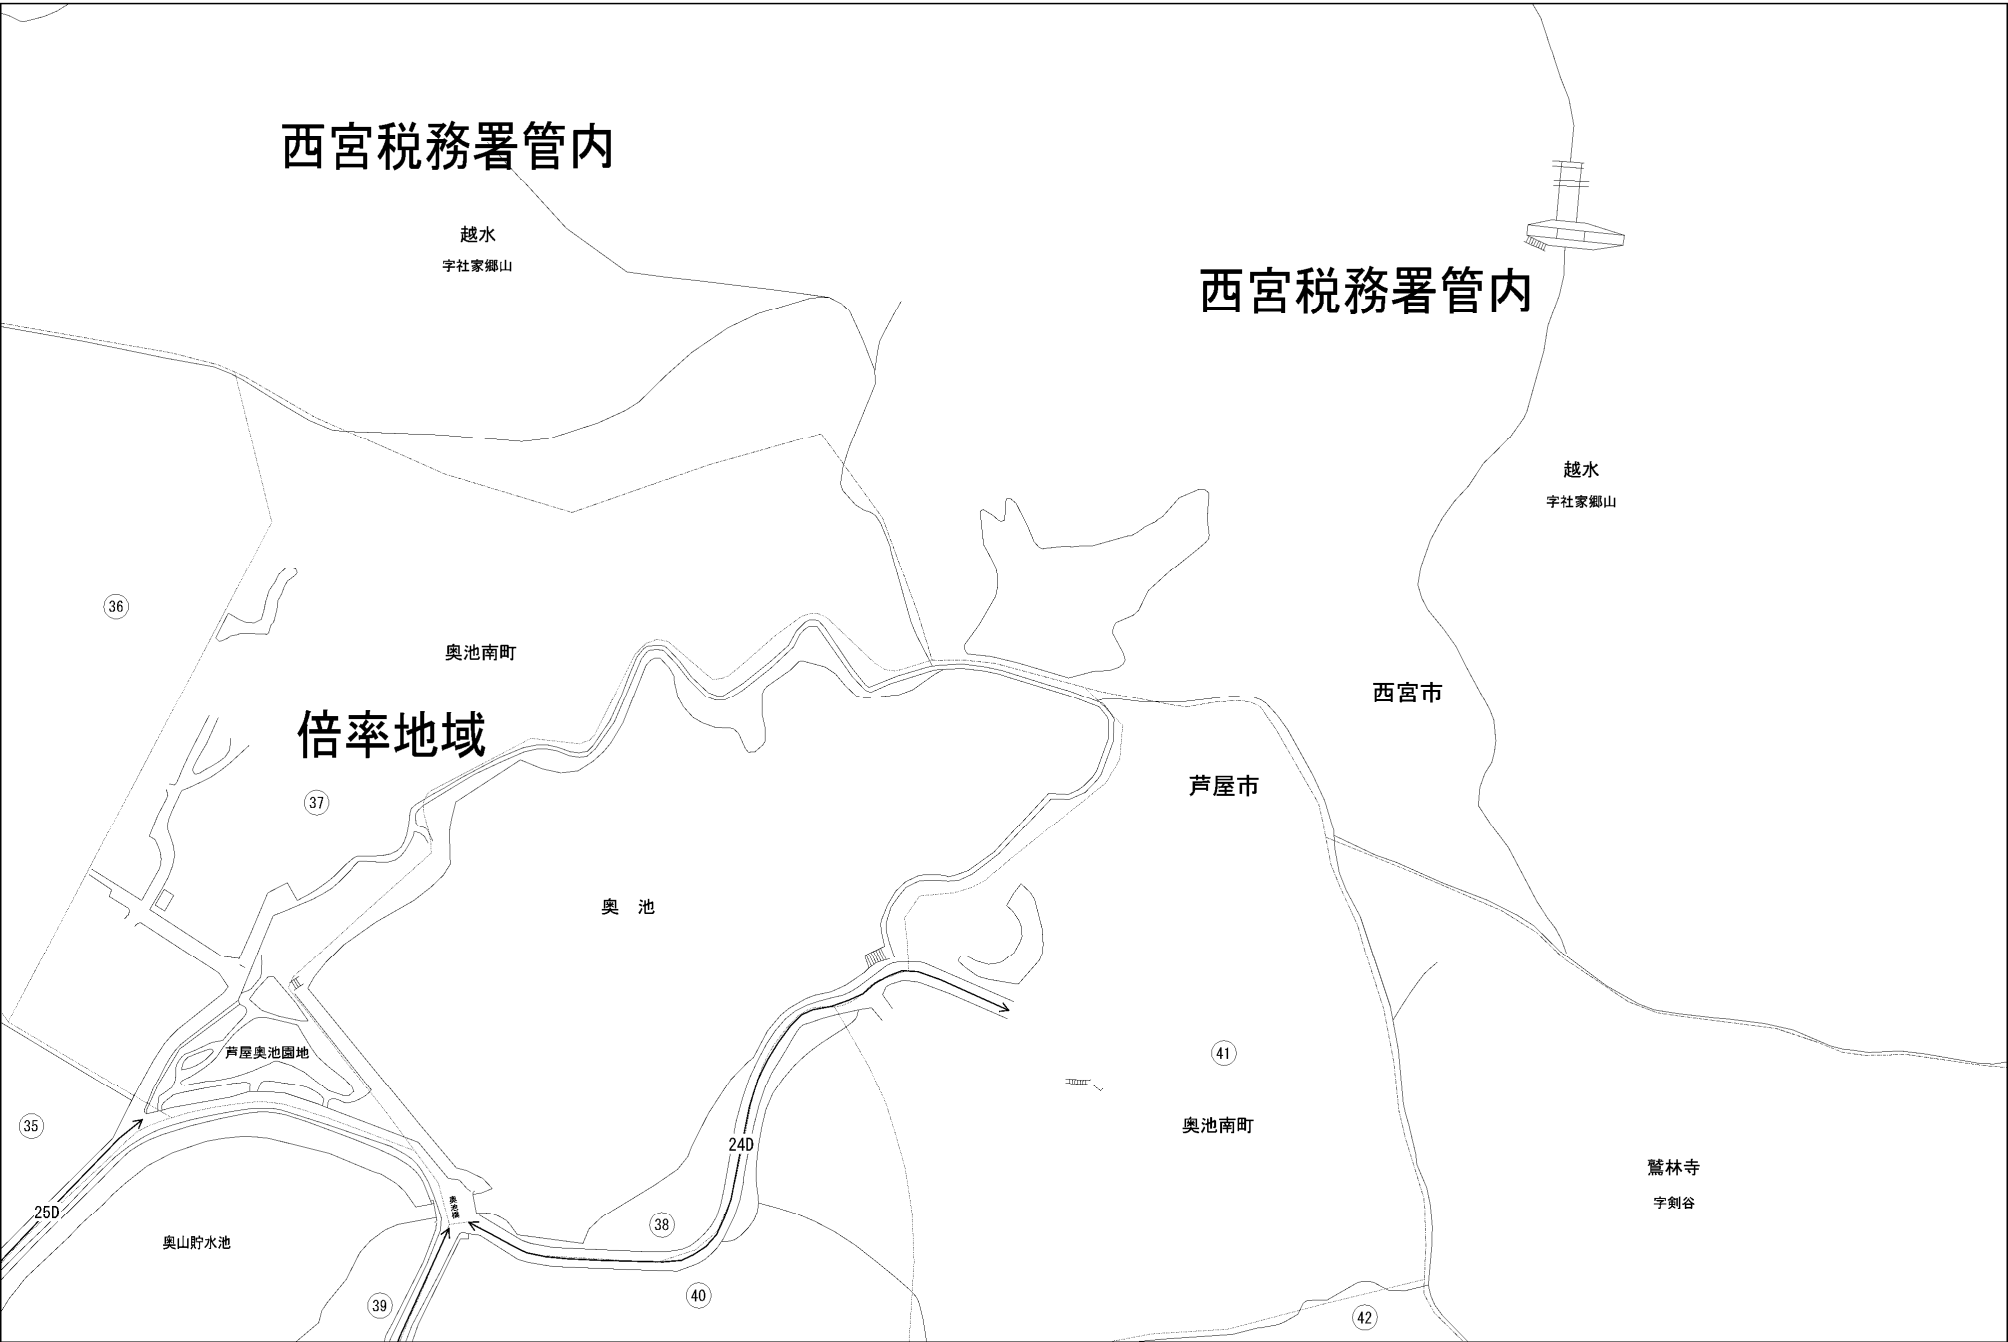 西宮税務署管内
越水
字社家郷山
西宮税務署管内
越水
字社家郷山
36
奥池南町
西宮市
倍率地域
芦屋市
37
奥 池
芦屋奥池園地
41
35
奥池南町
24D
鷲林寺
字剣谷
25D
奥池橋
38
奥山貯水池
39
40
42